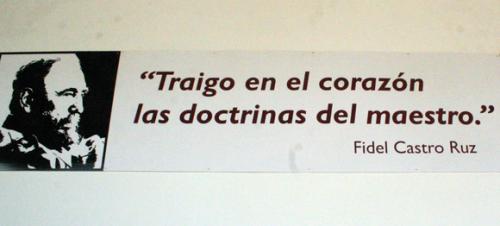 “Traigo en el corazón
las doctrinas del maestro.”
Fidel Castro Ruz